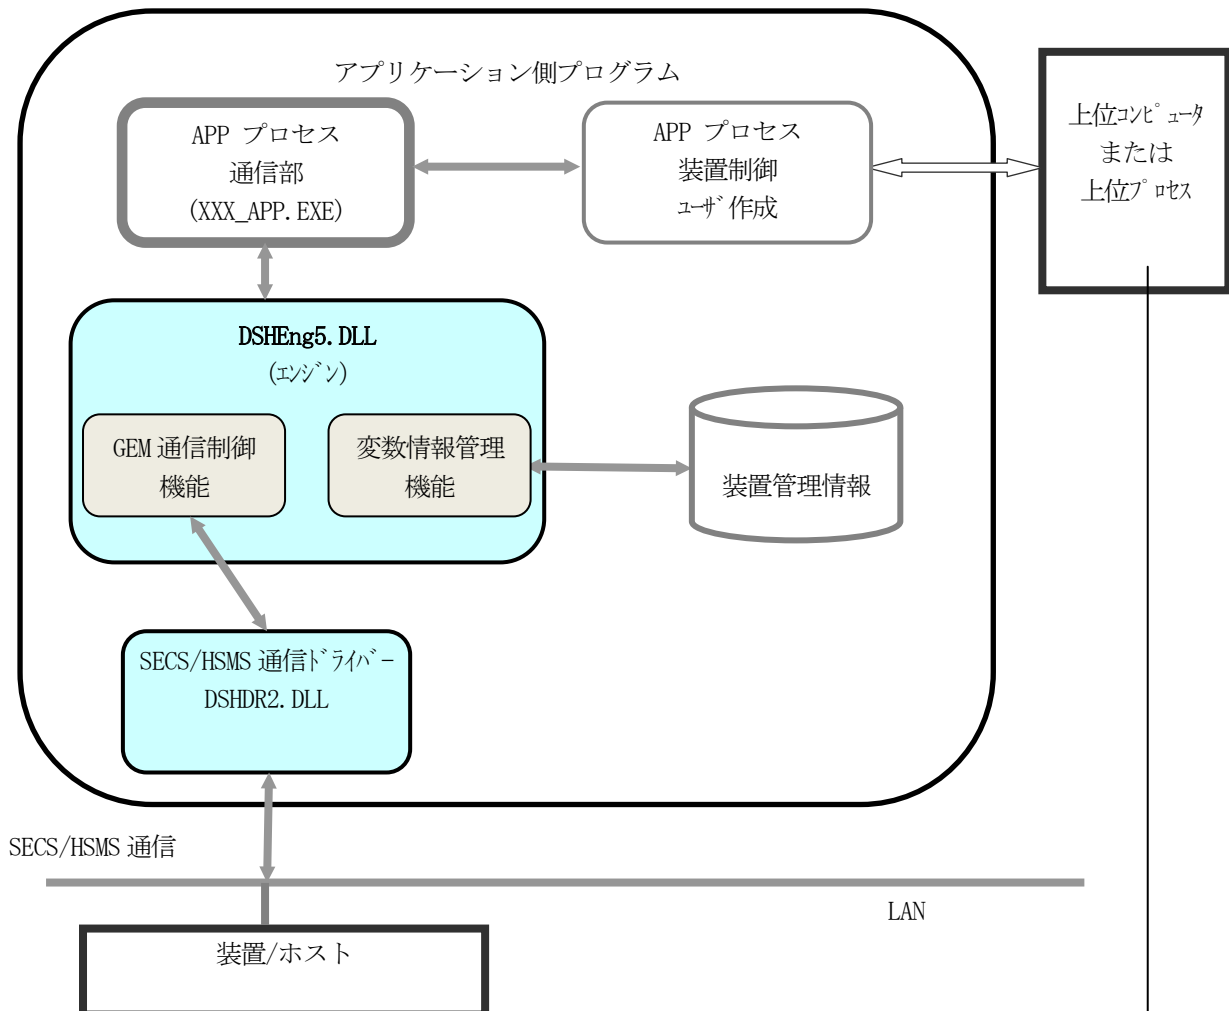 アプリケーション側プログラム
APP プロセス
通信部
(XXX_APP.EXE)
APP プロセス
装置制御
ユーザ作成
上位コンピュータ
または
上位プロセス
DSHEng5.DLL
(エンジン)
GEM 通信制御
機能
変数情報管理
機能
装置管理情報
SECS/HSMS 通信ドライバー
DSHDR2.DLL
SECS/HSMS 通信
LAN
装置/ホスト